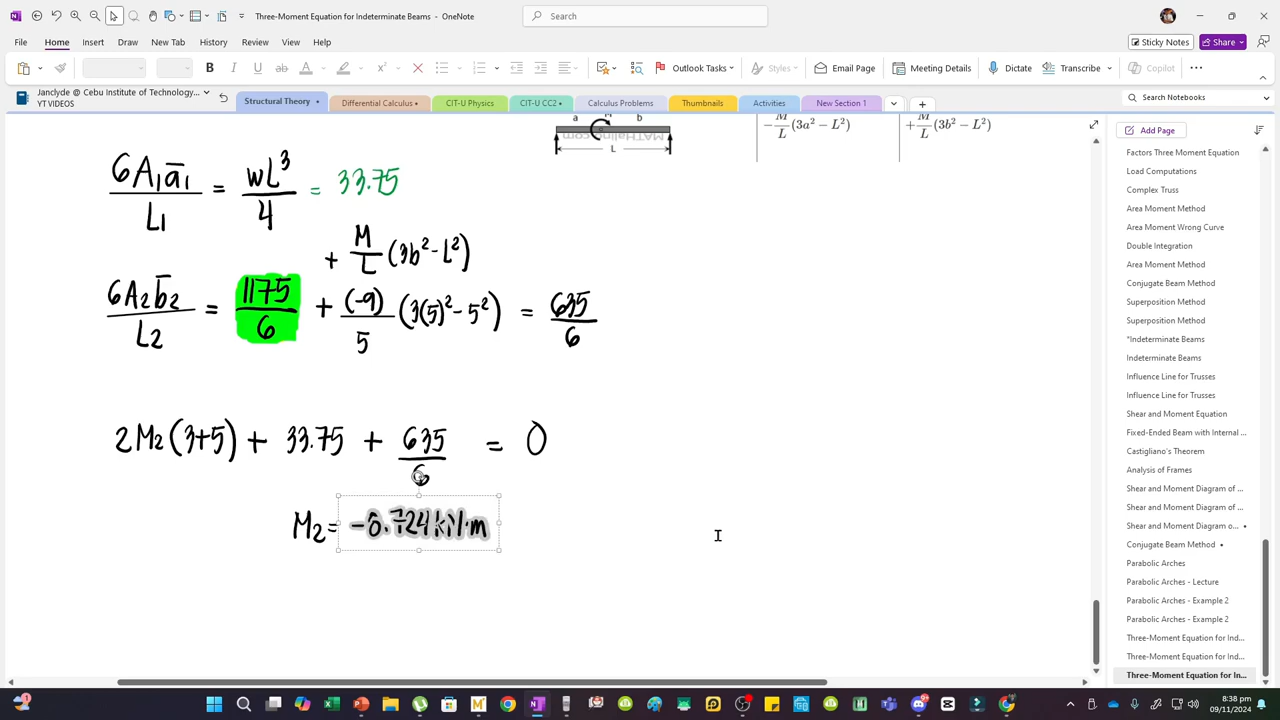 Three-Moment Equation for Indeterminate Beams - OneNote
Search
File Home Insert Draw New Tab History Review View Help
Sticky Notes
Share
B I U ab A
Outlook Tasks
Styles
Email Page
Meeting Details
Dictate
Transcribe
Copilot
Janclyde @ Cebu Institute of Technology...
YT VIDEOS
Structural Theory
Differential Calculus
CIT-U Physics
CIT-U CC2
Calculus Problems
Thumbnails
Activities
New Section 1
Search Notebooks
Add Page
a M b
L
−M/L (3a² − L²)
+M/L (3b² − L²)
6A₁a̅₁/L₁ = wL³/4 = 33.75
+ M/L (3b² − L²)
6A₂b̅₂/L₂ = 1175/6 + (-9)/5 (3(5)² − 5²) = 635/6
2M₂(3+5) + 33.75 + 635/6 = 0
M₂ = −8.724 kN·m
Factors Three Moment Equation
Load Computations
Complex Truss
Area Moment Method
Area Moment Wrong Curve
Double Integration
Area Moment Method
Conjugate Beam Method
Superposition Method
Superposition Method
*Indeterminate Beams
Indeterminate Beams
Influence Line for Trusses
Influence Line for Trusses
Shear and Moment Equation
Fixed-Ended Beam with Internal ...
Castigliano's Theorem
Analysis of Frames
Shear and Moment Diagram of ...
Shear and Moment Diagram of ...
Shear and Moment Diagram o...
Conjugate Beam Method
Parabolic Arches
Parabolic Arches - Lecture
Parabolic Arches - Example 2
Parabolic Arches - Example 2
Three-Moment Equation for Ind...
Three-Moment Equation for Ind...
Three-Moment Equation for In...
8:38 pm
09/11/2024